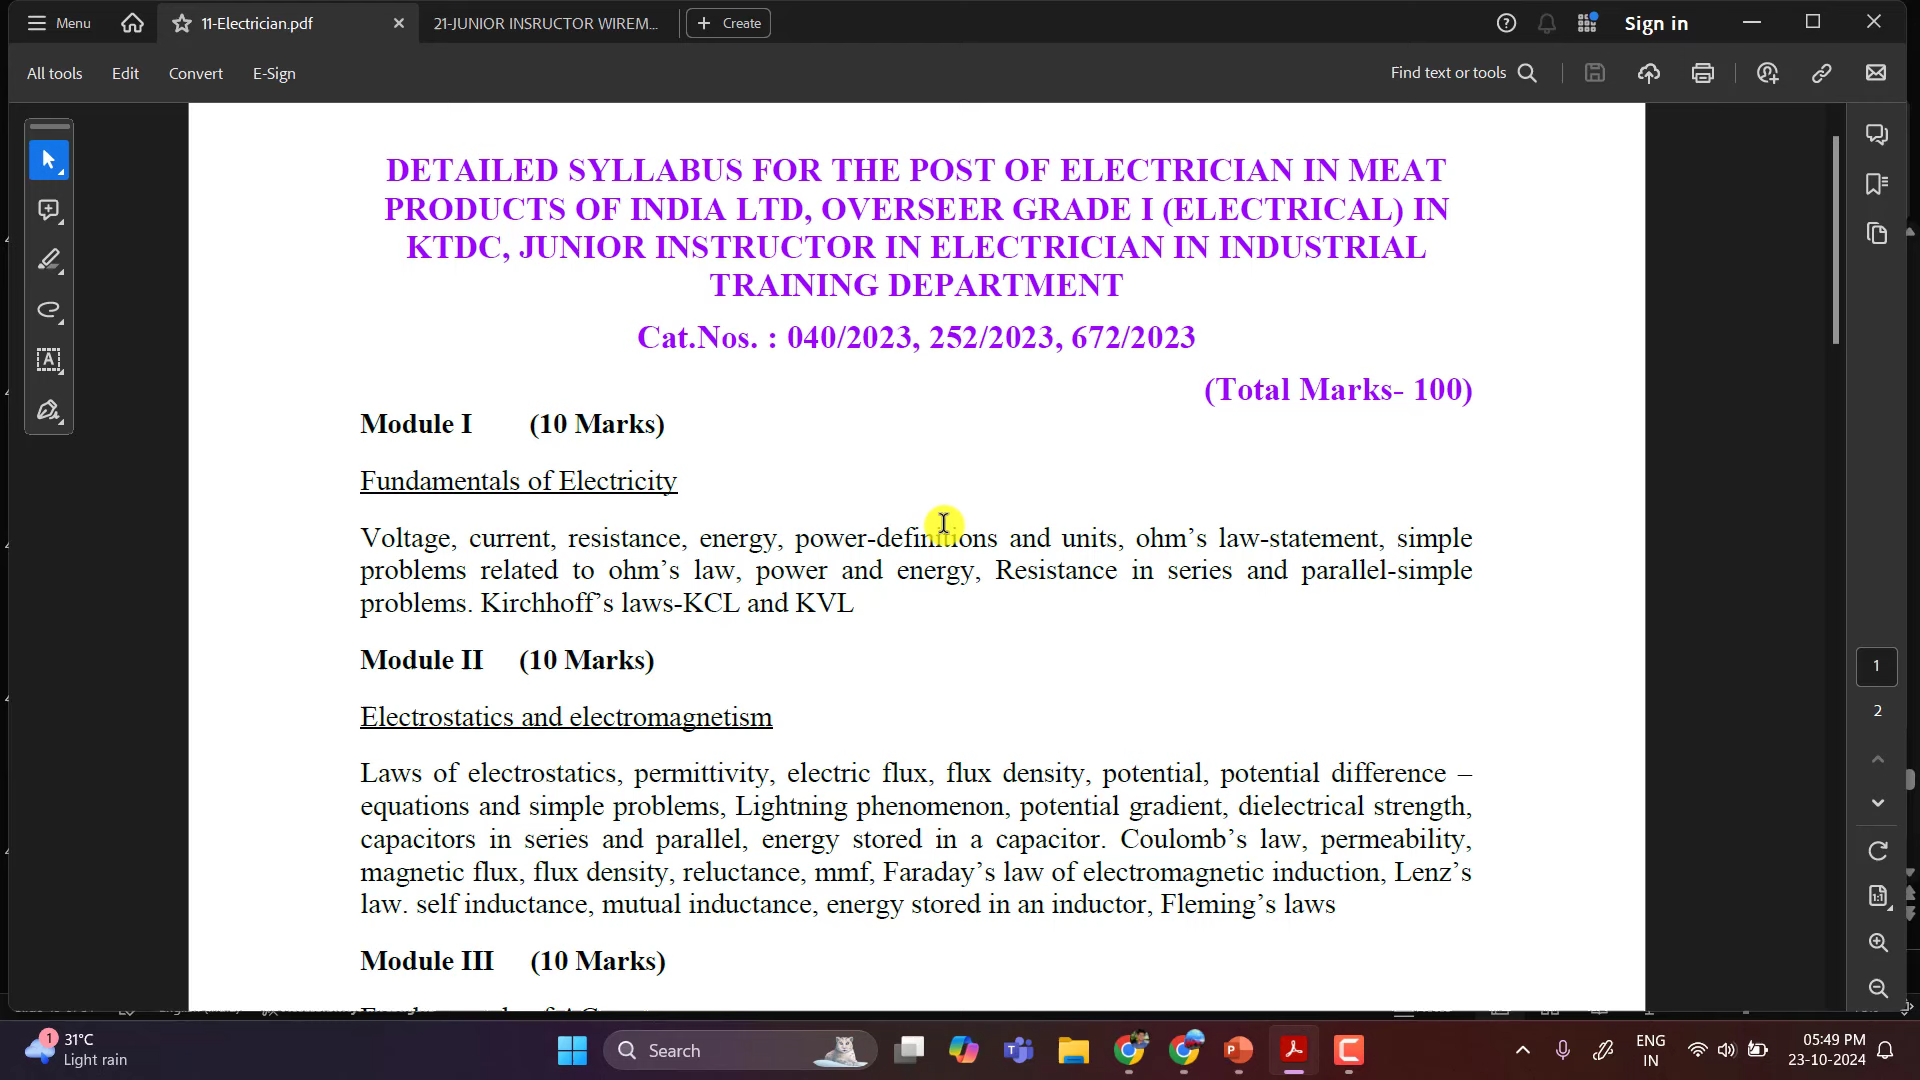 Menu
11-Electrician.pdf
21-JUNIOR INSRUCTOR WIREM...
Create
Sign in
All tools
Edit
Convert
E-Sign
Find text or tools
DETAILED SYLLABUS FOR THE POST OF ELECTRICIAN IN MEAT
PRODUCTS OF INDIA LTD, OVERSEER GRADE I (ELECTRICAL) IN
KTDC, JUNIOR INSTRUCTOR IN ELECTRICIAN IN INDUSTRIAL
TRAINING DEPARTMENT
Cat.Nos. : 040/2023, 252/2023, 672/2023
(Total Marks- 100)
Module I (10 Marks)
Fundamentals of Electricity
Voltage, current, resistance, energy, power-definitions and units, ohm's law-statement, simple
problems related to ohm's law, power and energy, Resistance in series and parallel-simple
problems. Kirchhoff's laws-KCL and KVL
Module II (10 Marks)
Electrostatics and electromagnetism
Laws of electrostatics, permittivity, electric flux, flux density, potential, potential difference –
equations and simple problems, Lightning phenomenon, potential gradient, dielectrical strength,
capacitors in series and parallel, energy stored in a capacitor. Coulomb's law, permeability,
magnetic flux, flux density, reluctance, mmf, Faraday's law of electromagnetic induction, Lenz's
law. self inductance, mutual inductance, energy stored in an inductor, Fleming's laws
Module III (10 Marks)
1
2
1
31°C
Light rain
Search
ENG
IN
05:49 PM
23-10-2024